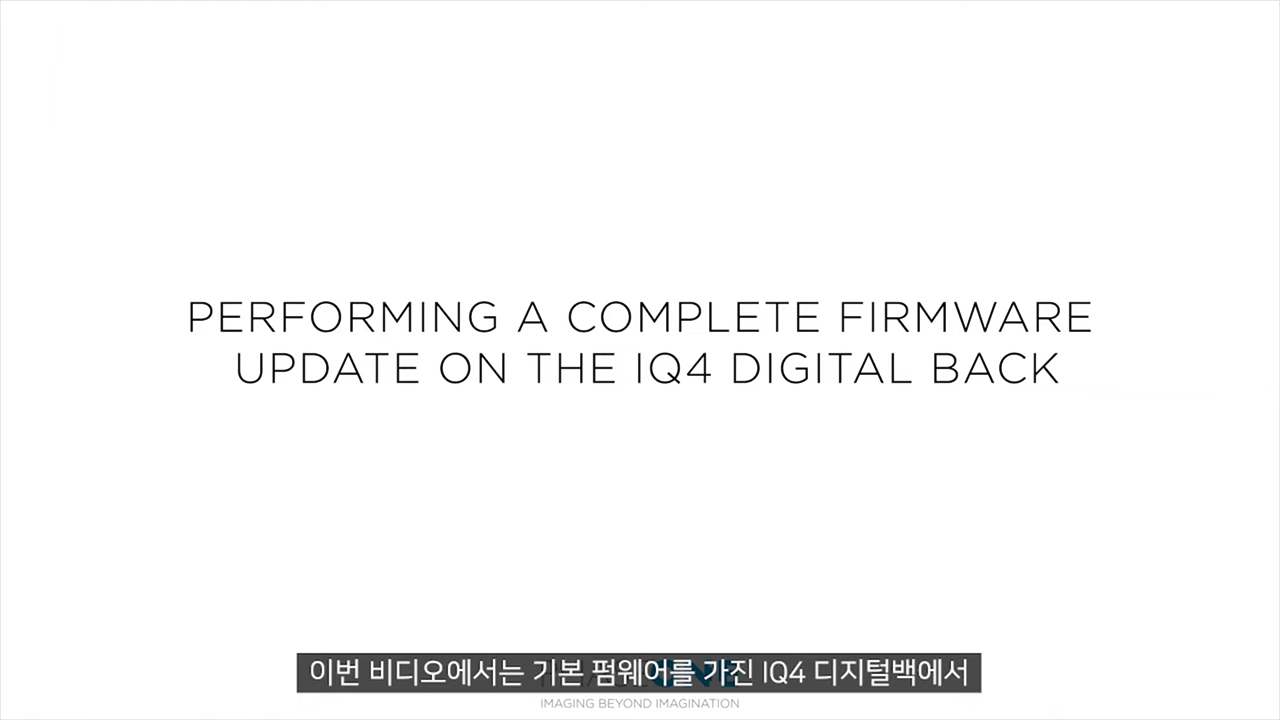 PERFORMING A COMPLETE FIRMWARE
UPDATE ON THE IQ4 DIGITAL BACK
이번 비디오에서는 기본 펌웨어를 가진 IQ4 디지털백에서
IMAGING BEYOND IMAGINATION